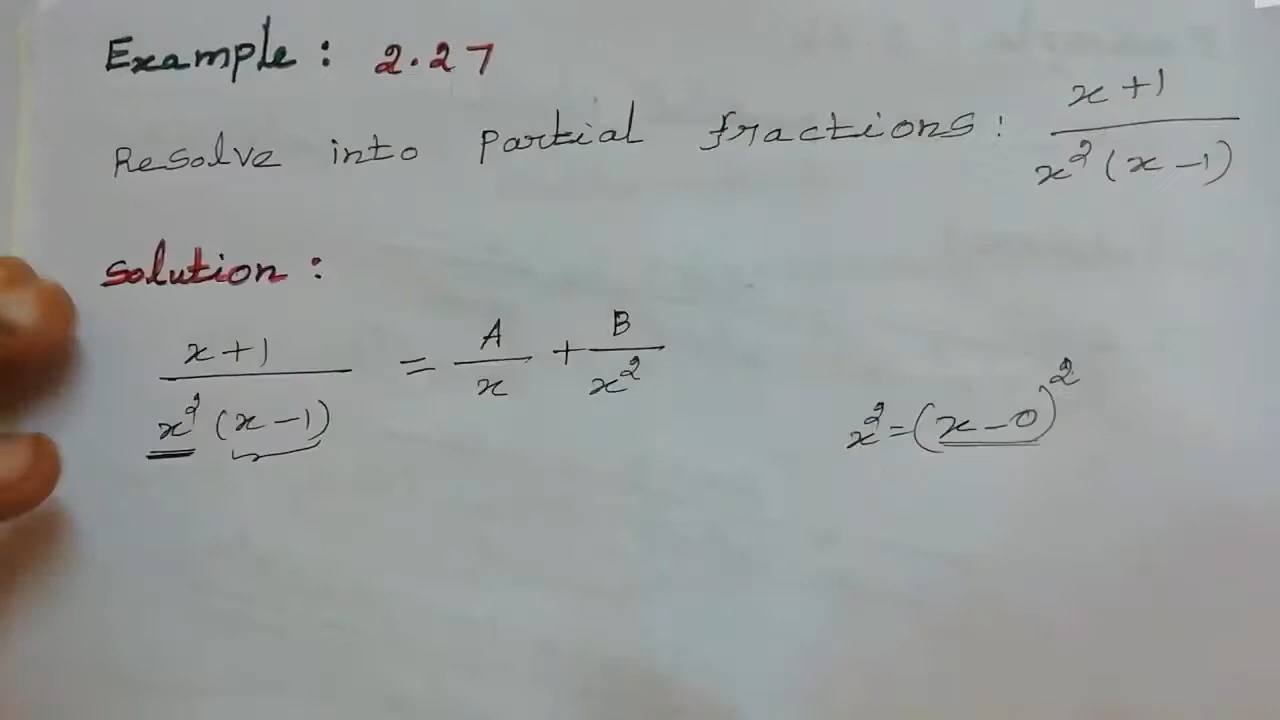 Example : 2.27
Resolve into partial fractions : x+1 / x²(x-1)
Solution :
x+1 / x²(x-1) = A/x + B/x²
x² = (x-0)²